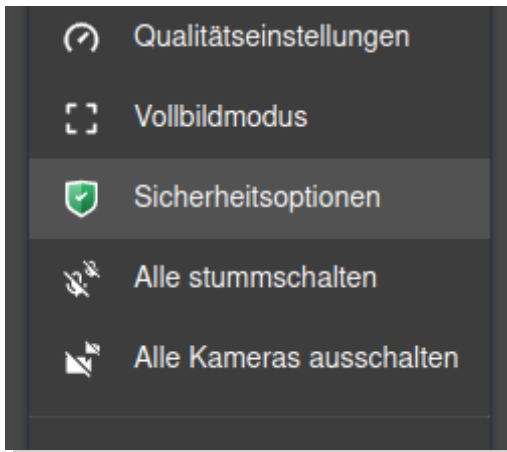 Qualitätseinstellungen
Vollbildmodus
Sicherheitsoptionen
Alle stummschalten
Alle Kameras ausschalten